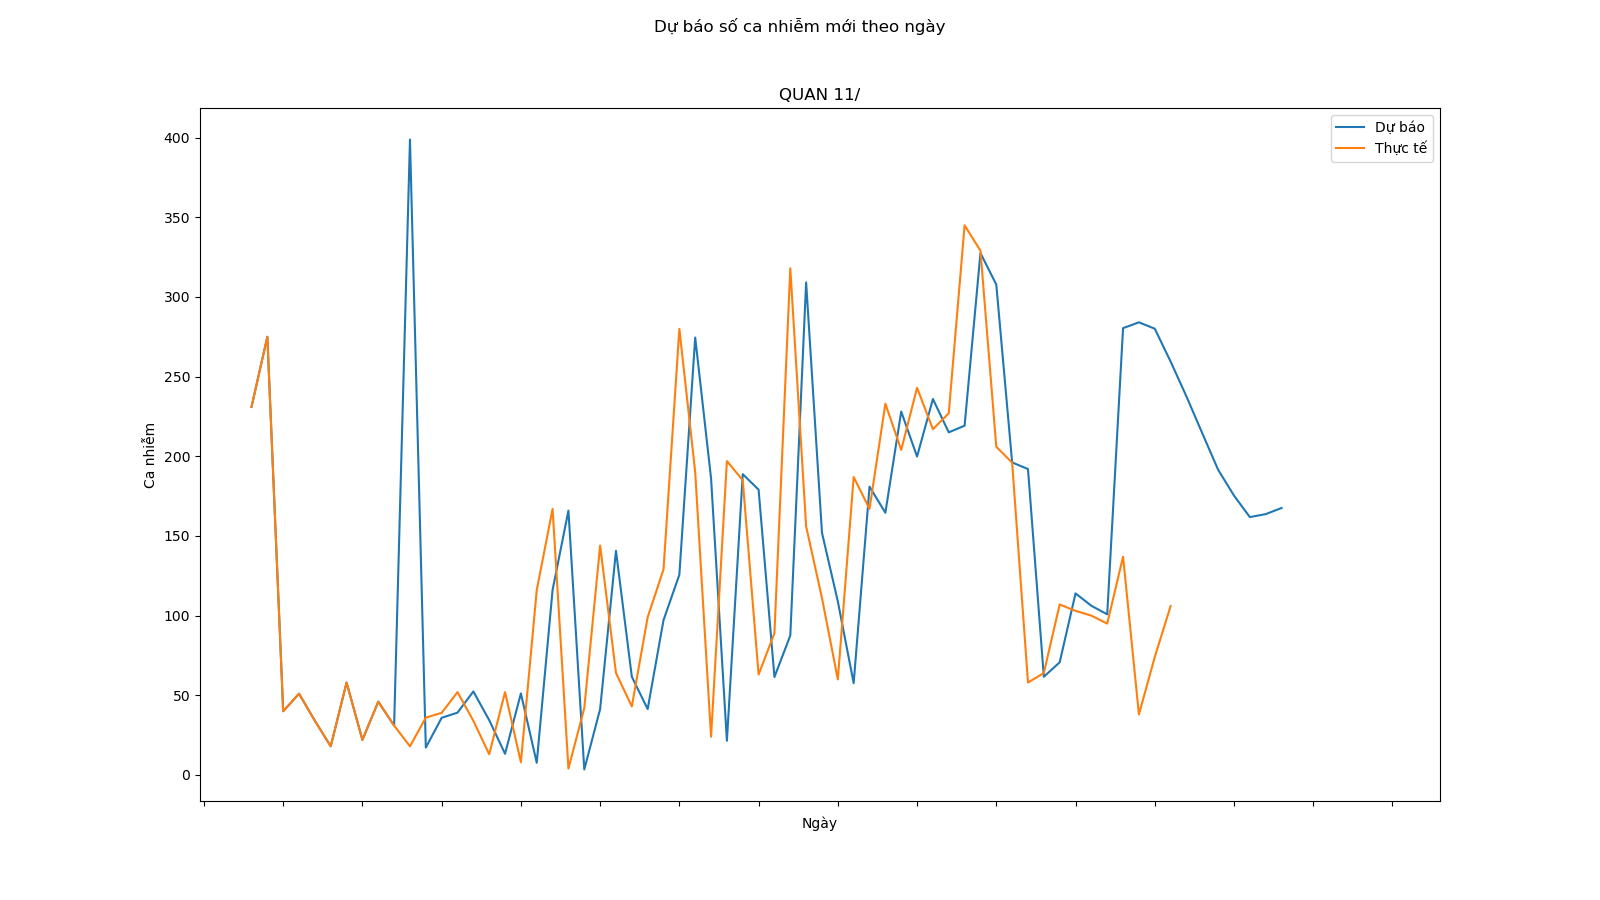 Dự báo số ca nhiễm mới theo ngày
QUAN 11/
Dự báo
Thực tế
400
350
300
250
200
150
100
50
0
Ca nhiễm
Ngày